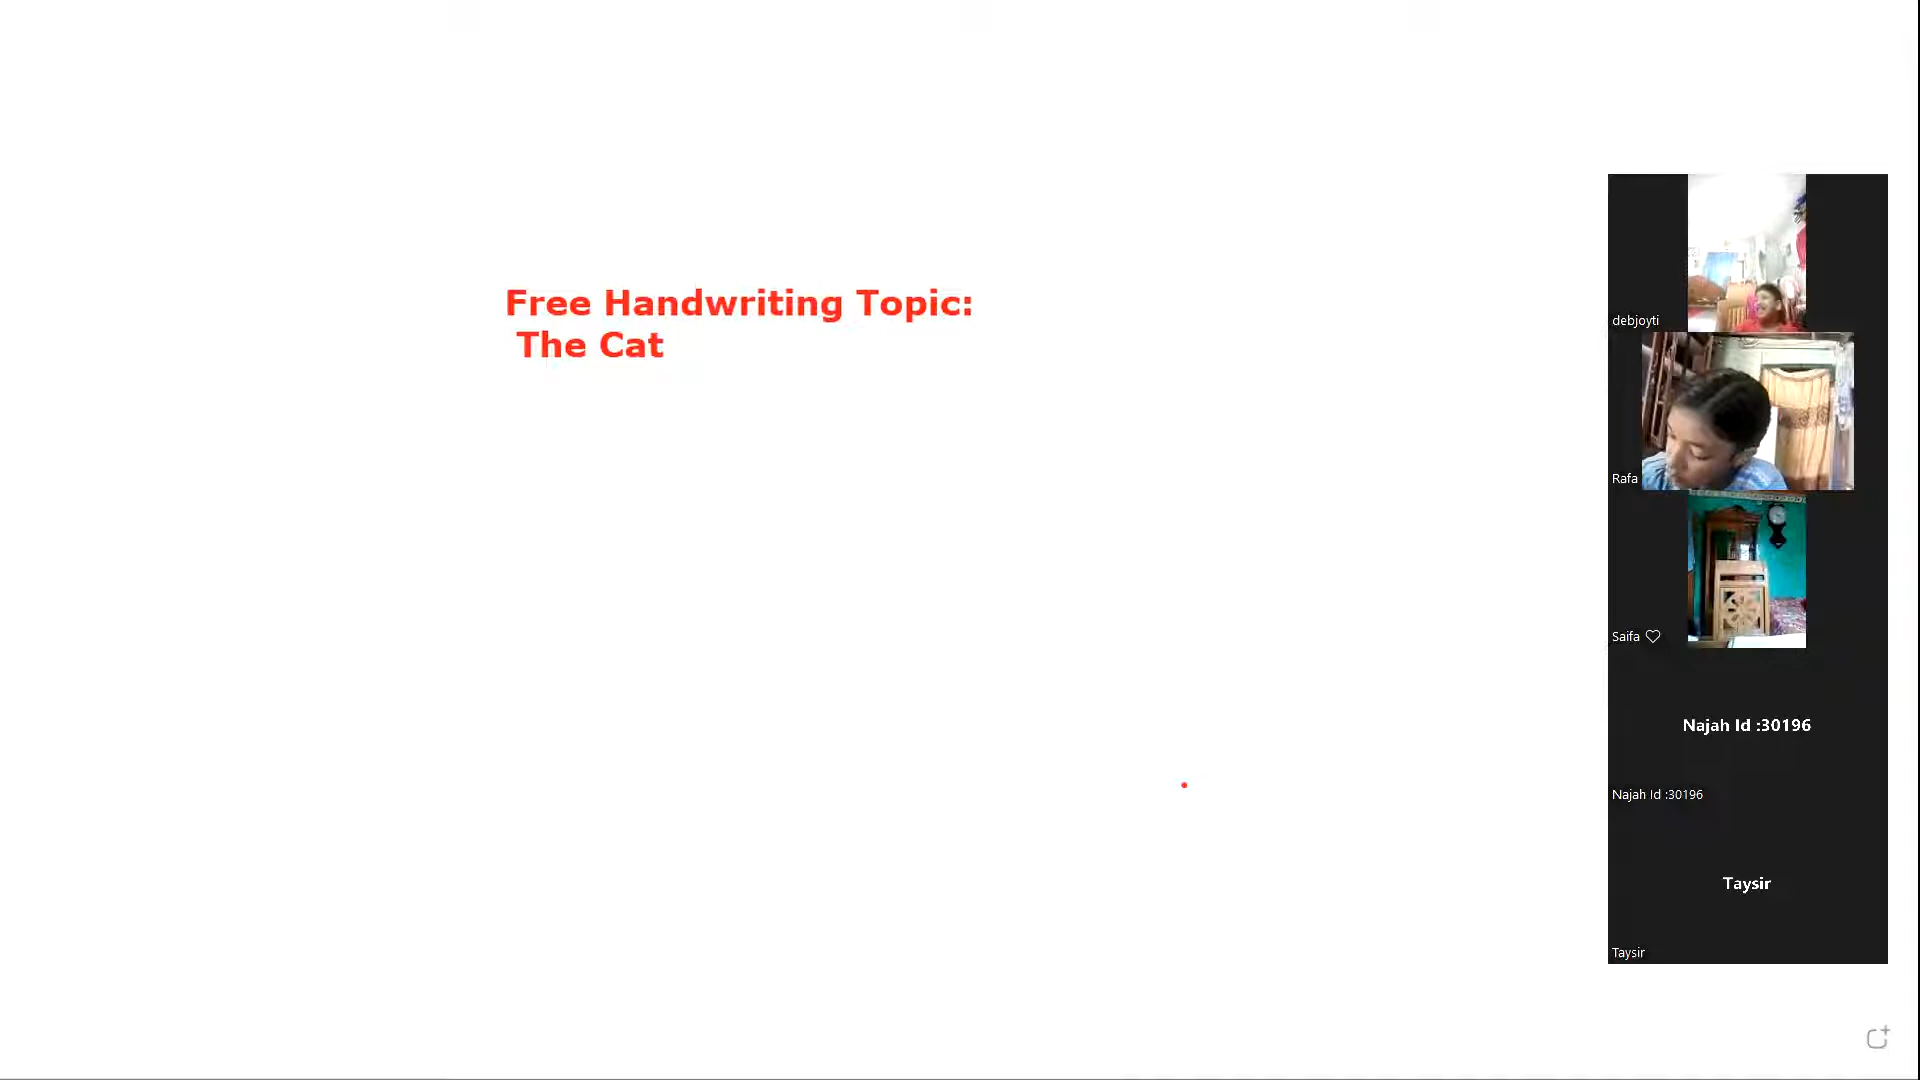 Free Handwriting Topic:
The Cat
debjoyti
Rafa
Saifa ♡
Najah Id :30196
Najah Id :30196
Taysir
Taysir